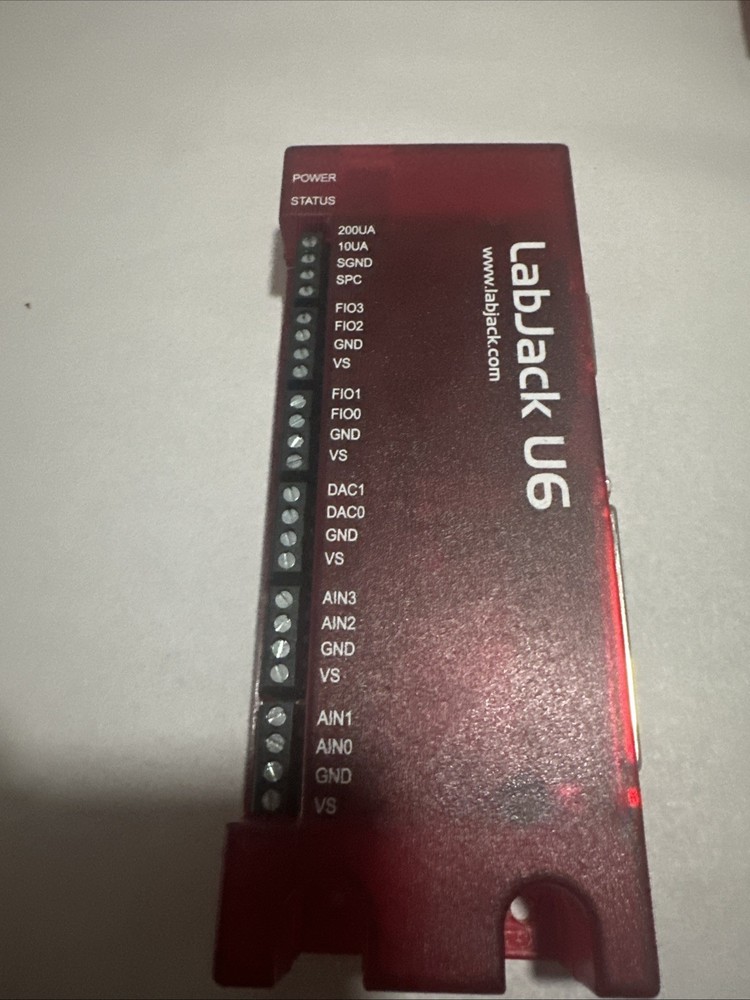 POWER
STATUS
200UA
10UA
SGND
SPC
FIO3
FIO2
GND
VS
FIO1
FIO0
GND
VS
DAC1
DAC0
GND
VS
AIN3
AIN2
GND
VS
AIN1
AIN0
GND
VS
LabJack U6
www.labjack.com